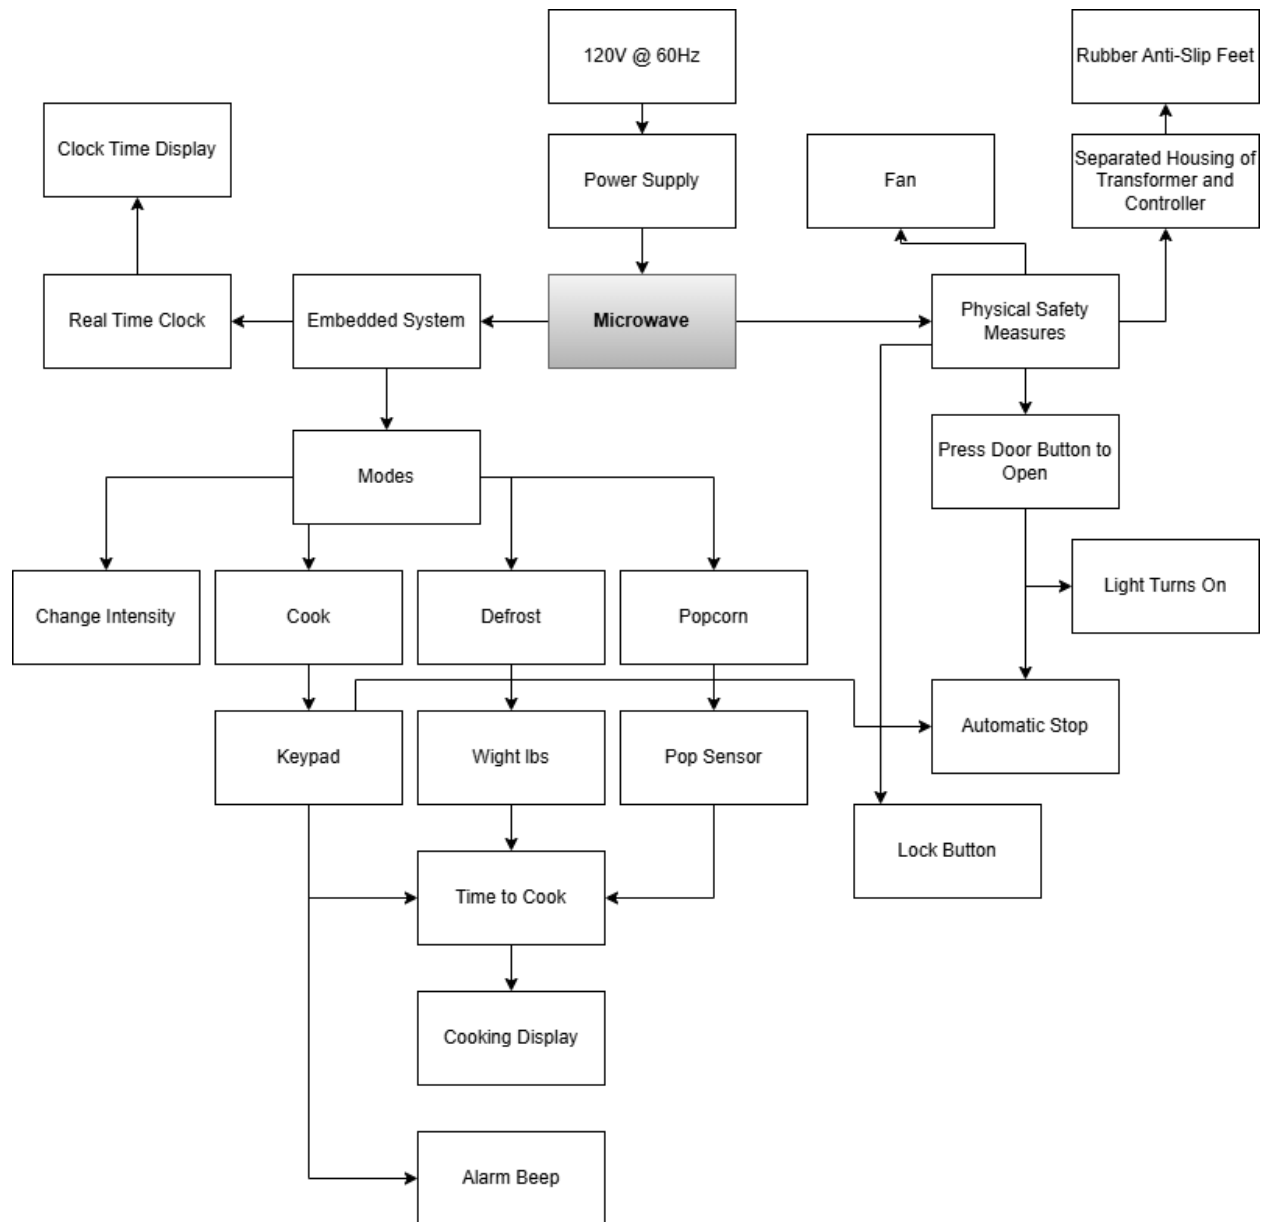 120V @ 60Hz
Rubber Anti-Slip Feet
Clock Time Display
Power Supply
Fan
Separated Housing of
Transformer and
Controller
Real Time Clock
Embedded System
Microwave
Physical Safety
Measures
Modes
Press Door Button to
Open
Change Intensity
Cook
Defrost
Popcorn
Light Turns On
Keypad
Wight lbs
Pop Sensor
Automatic Stop
Time to Cook
Lock Button
Cooking Display
Alarm Beep